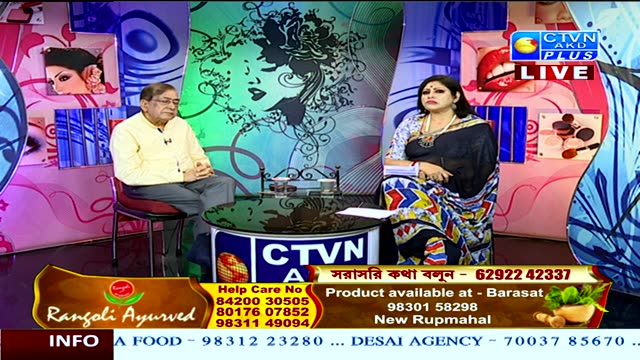 CTVN
AKD
PLUS
LIVE
CTVN
AKD
Rangoli Ayurved
Help Care No
84200 30505
80176 07852
98311 49094
সরাসরি কথা বলুন - 62922 42337
Product available at - Barasat
98301 58298
New Rupmahal
INFO
A FOOD - 98312 23280 ... DESAI AGENCY - 70037 85670 ..